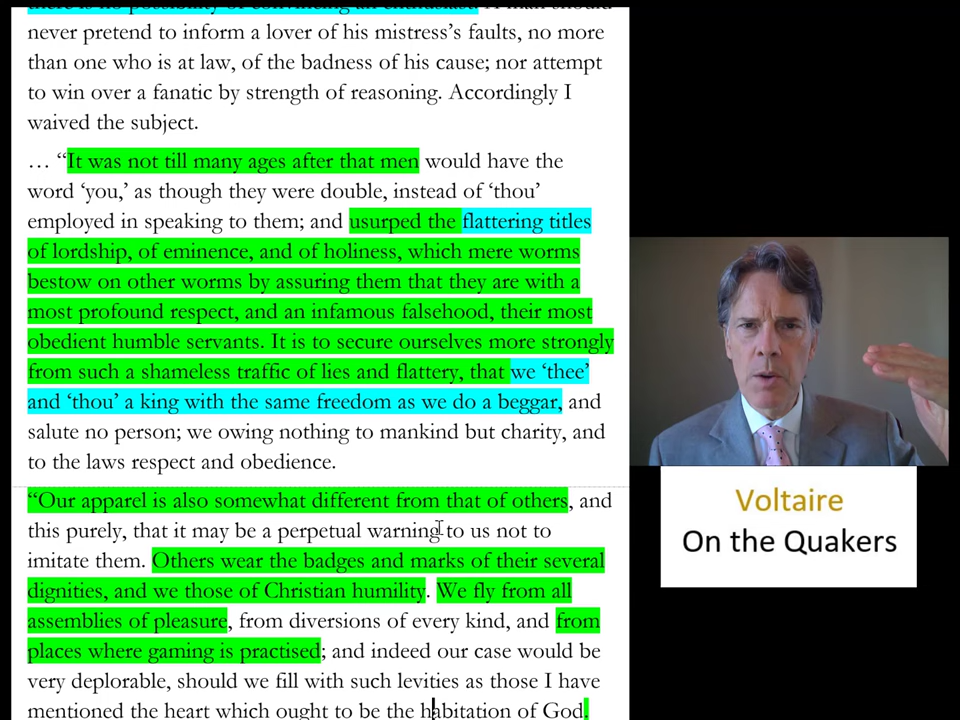 there is no possibility of convincing an enthusiast. A man should
never pretend to inform a lover of his mistress’s faults, no more
than one who is at law, of the badness of his cause; nor attempt
to win over a fanatic by strength of reasoning. Accordingly I
waived the subject.
… “It was not till many ages after that men would have the
word ‘you,’ as though they were double, instead of ‘thou’
employed in speaking to them; and usurped the flattering titles
of lordship, of eminence, and of holiness, which mere worms
bestow on other worms by assuring them that they are with a
most profound respect, and an infamous falsehood, their most
obedient humble servants. It is to secure ourselves more strongly
from such a shameless traffic of lies and flattery, that we ‘thee’
and ‘thou’ a king with the same freedom as we do a beggar, and
salute no person; we owing nothing to mankind but charity, and
to the laws respect and obedience.
“Our apparel is also somewhat different from that of others, and
this purely, that it may be a perpetual warning to us not to
imitate them. Others wear the badges and marks of their several
dignities, and we those of Christian humility. We fly from all
assemblies of pleasure, from diversions of every kind, and from
places where gaming is practised; and indeed our case would be
very deplorable, should we fill with such levities as those I have
mentioned the heart which ought to be the habitation of God.
Voltaire
On the Quakers